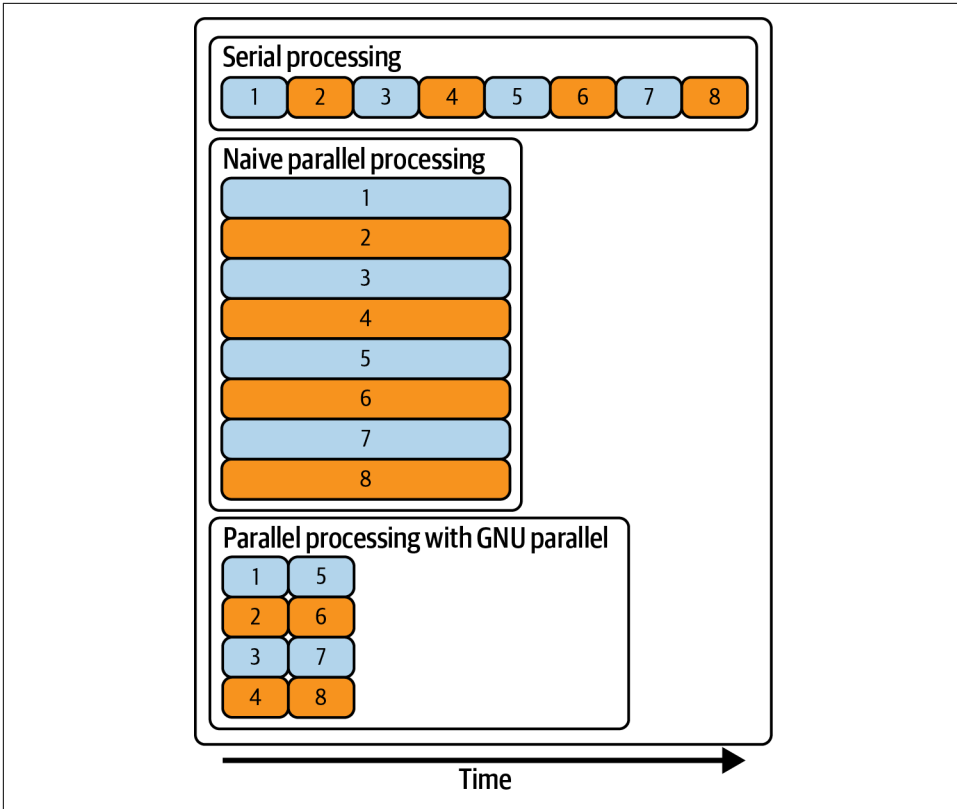 Serial processing
1 2 3 4 5 6 7 8
Naive parallel processing
1
2
3
4
5
6
7
8
Parallel processing with GNU parallel
1 5
2 6
3 7
4 8
Time